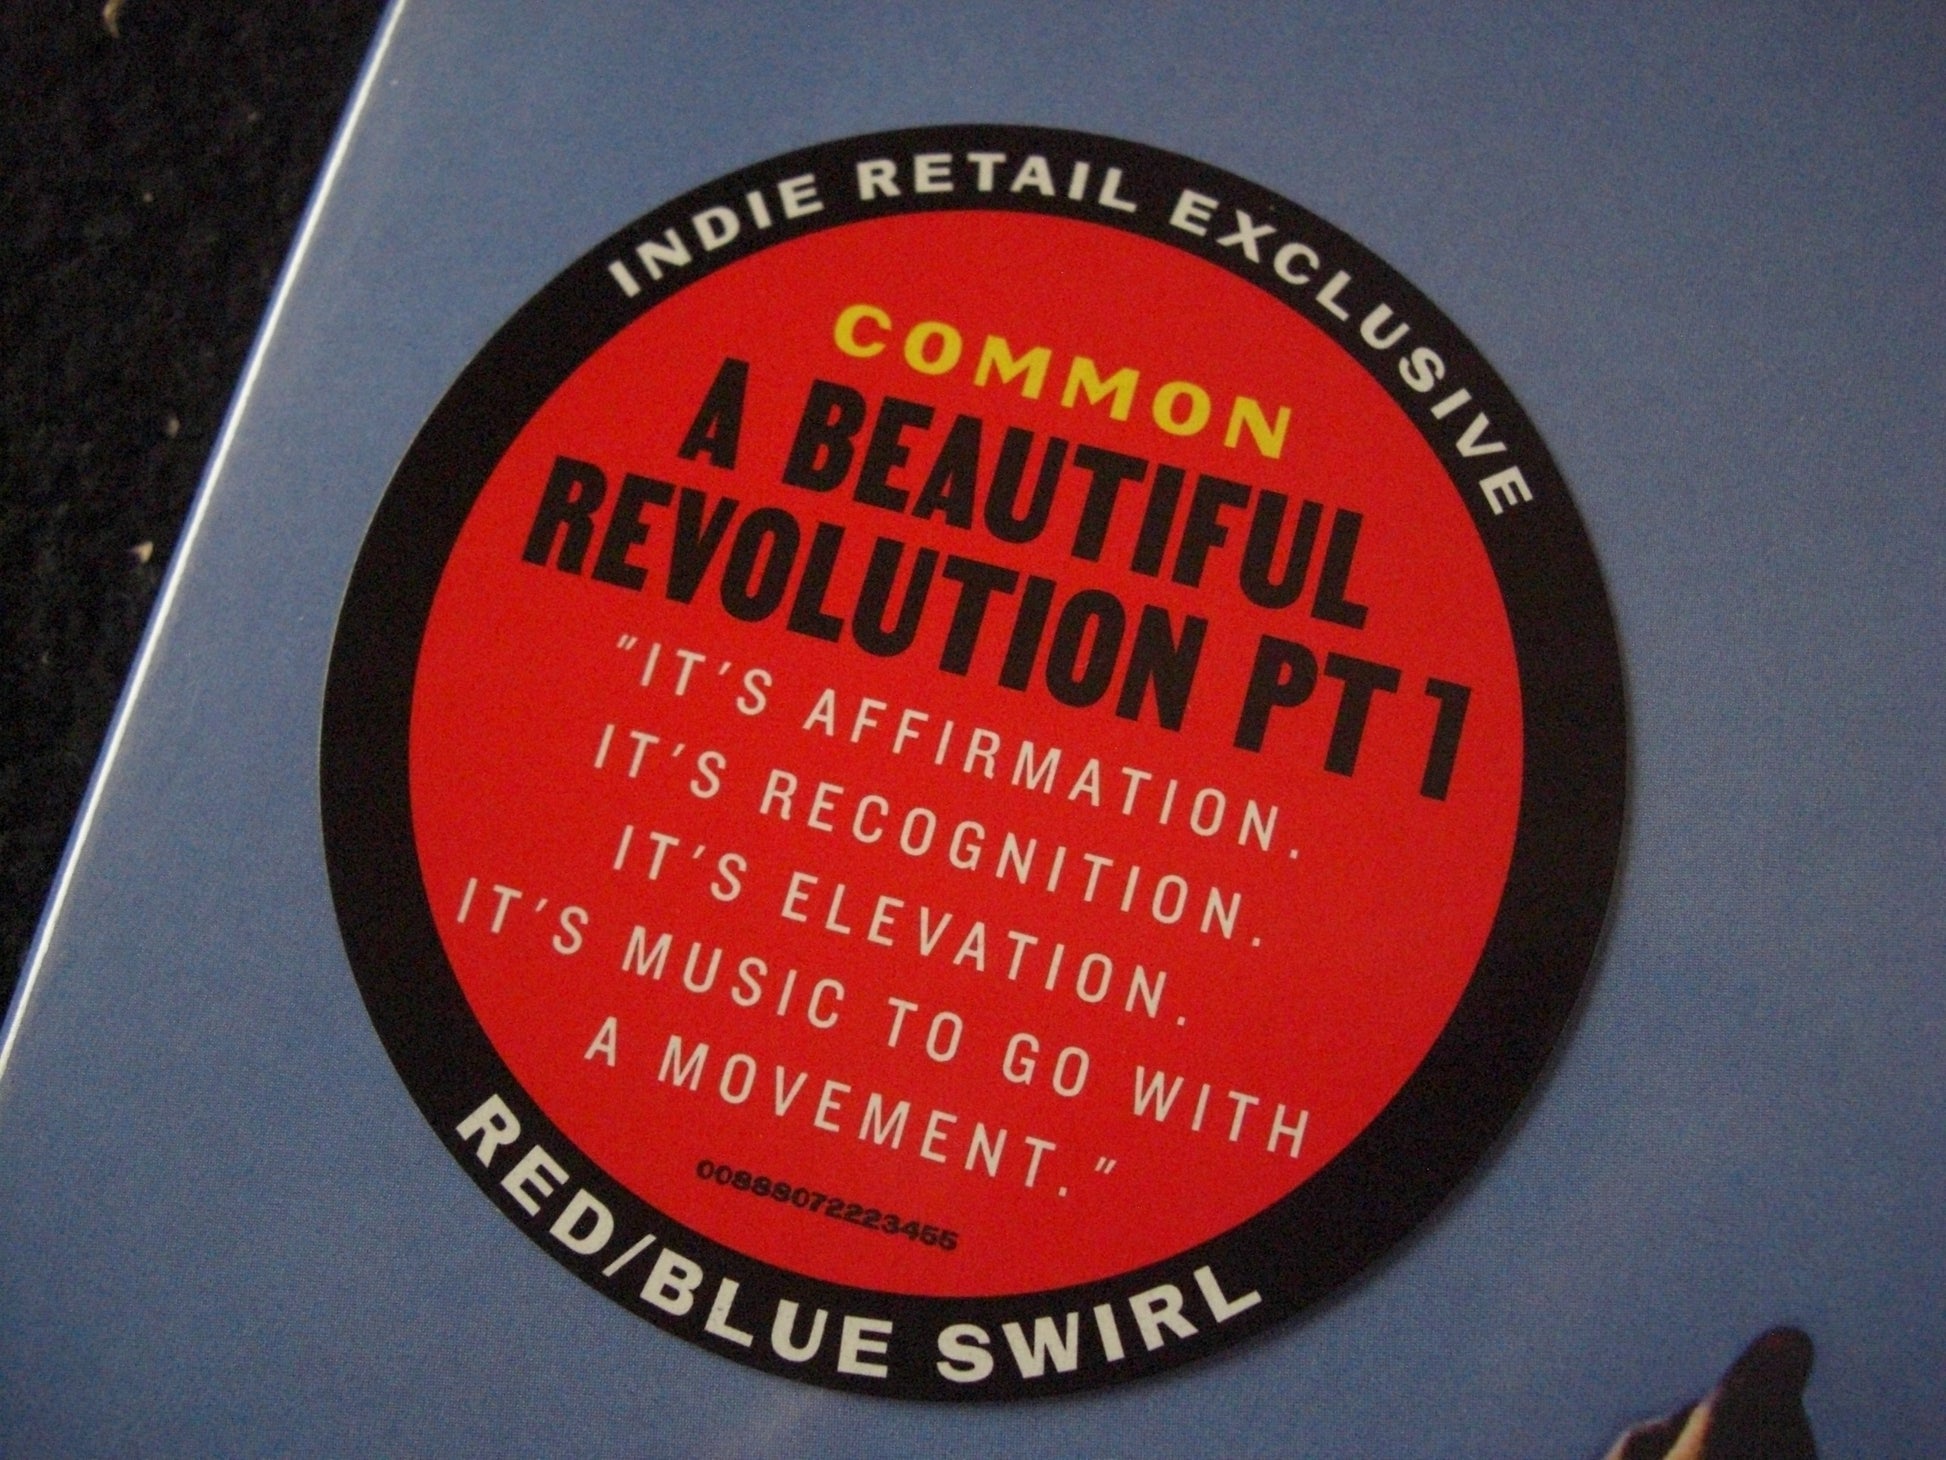 INDIE RETAIL EXCLUSIVE
COMMON
A BEAUTIFUL
REVOLUTION PT 1
"IT'S AFFIRMATION.
IT'S RECOGNITION.
IT'S ELEVATION.
IT'S MUSIC TO GO WITH
A MOVEMENT."
00888072223455
RED/BLUE SWIRL